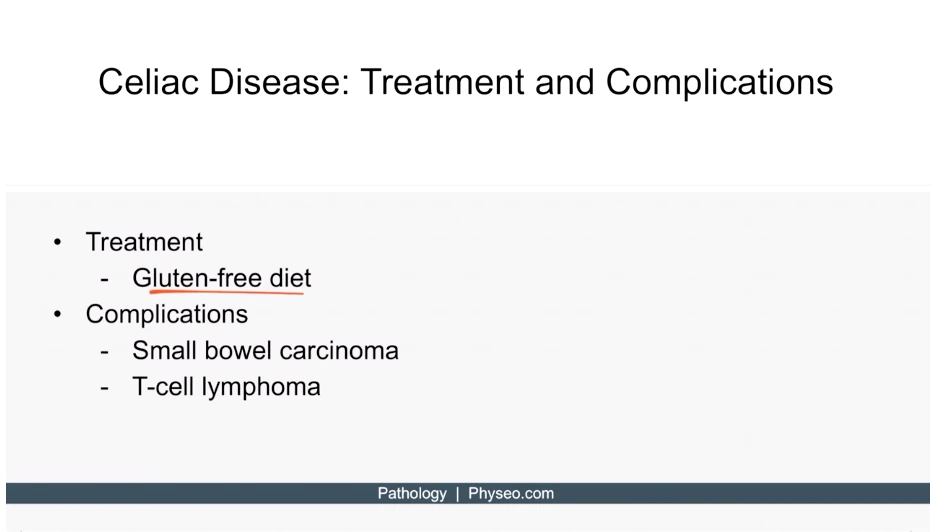 Celiac Disease: Treatment and Complications
• Treatment
- Gluten-free diet
• Complications
- Small bowel carcinoma
- T-cell lymphoma
Pathology | Physeo.com